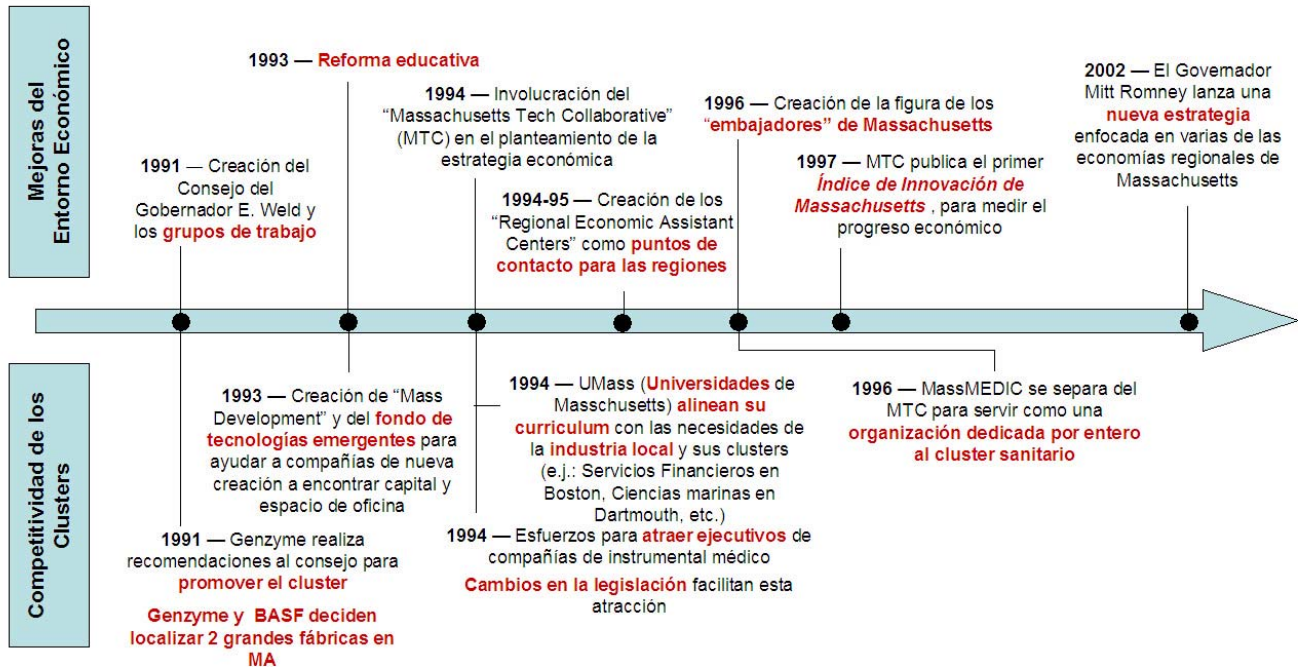 Mejoras del
Entorno Económico
1991 — Creación del
Consejo del
Gobernador E. Weld y
los grupos de trabajo
1993 — Reforma educativa
1994 — Involucración del
“Massachusetts Tech Collaborative”
(MTC) en el planteamiento de la
estrategia económica
1994-95 — Creación de los
“Regional Economic Assistant
Centers” como puntos de
contacto para las regiones
1996 — Creación de la figura de los
“embajadores” de Massachusetts
1997 — MTC publica el primer
Índice de Innovación de
Massachusetts , para medir el
progreso económico
2002 — El Governador
Mitt Romney lanza una
nueva estrategia
enfocada en varias de las
economías regionales de
Massachusetts
Competitividad de los
Clusters
1991 — Genzyme realiza
recomendaciones al consejo para
promover el cluster
Genzyme y BASF deciden
localizar 2 grandes fábricas en
MA
1993 — Creación de “Mass
Development” y del fondo de
tecnologías emergentes para
ayudar a compañías de nueva
creación a encontrar capital y
espacio de oficina
1994 — UMass (Universidades de
Masschusetts) alinean su
curriculum con las necesidades de
la industria local y sus clusters
(e.j.: Servicios Financieros en
Boston, Ciencias marinas en
Dartmouth, etc.)
1994 — Esfuerzos para atraer ejecutivos de
compañías de instrumental médico
Cambios en la legislación facilitan esta
atracción
1996 — MassMEDIC se separa del
MTC para servir como una
organización dedicada por entero
al cluster sanitario